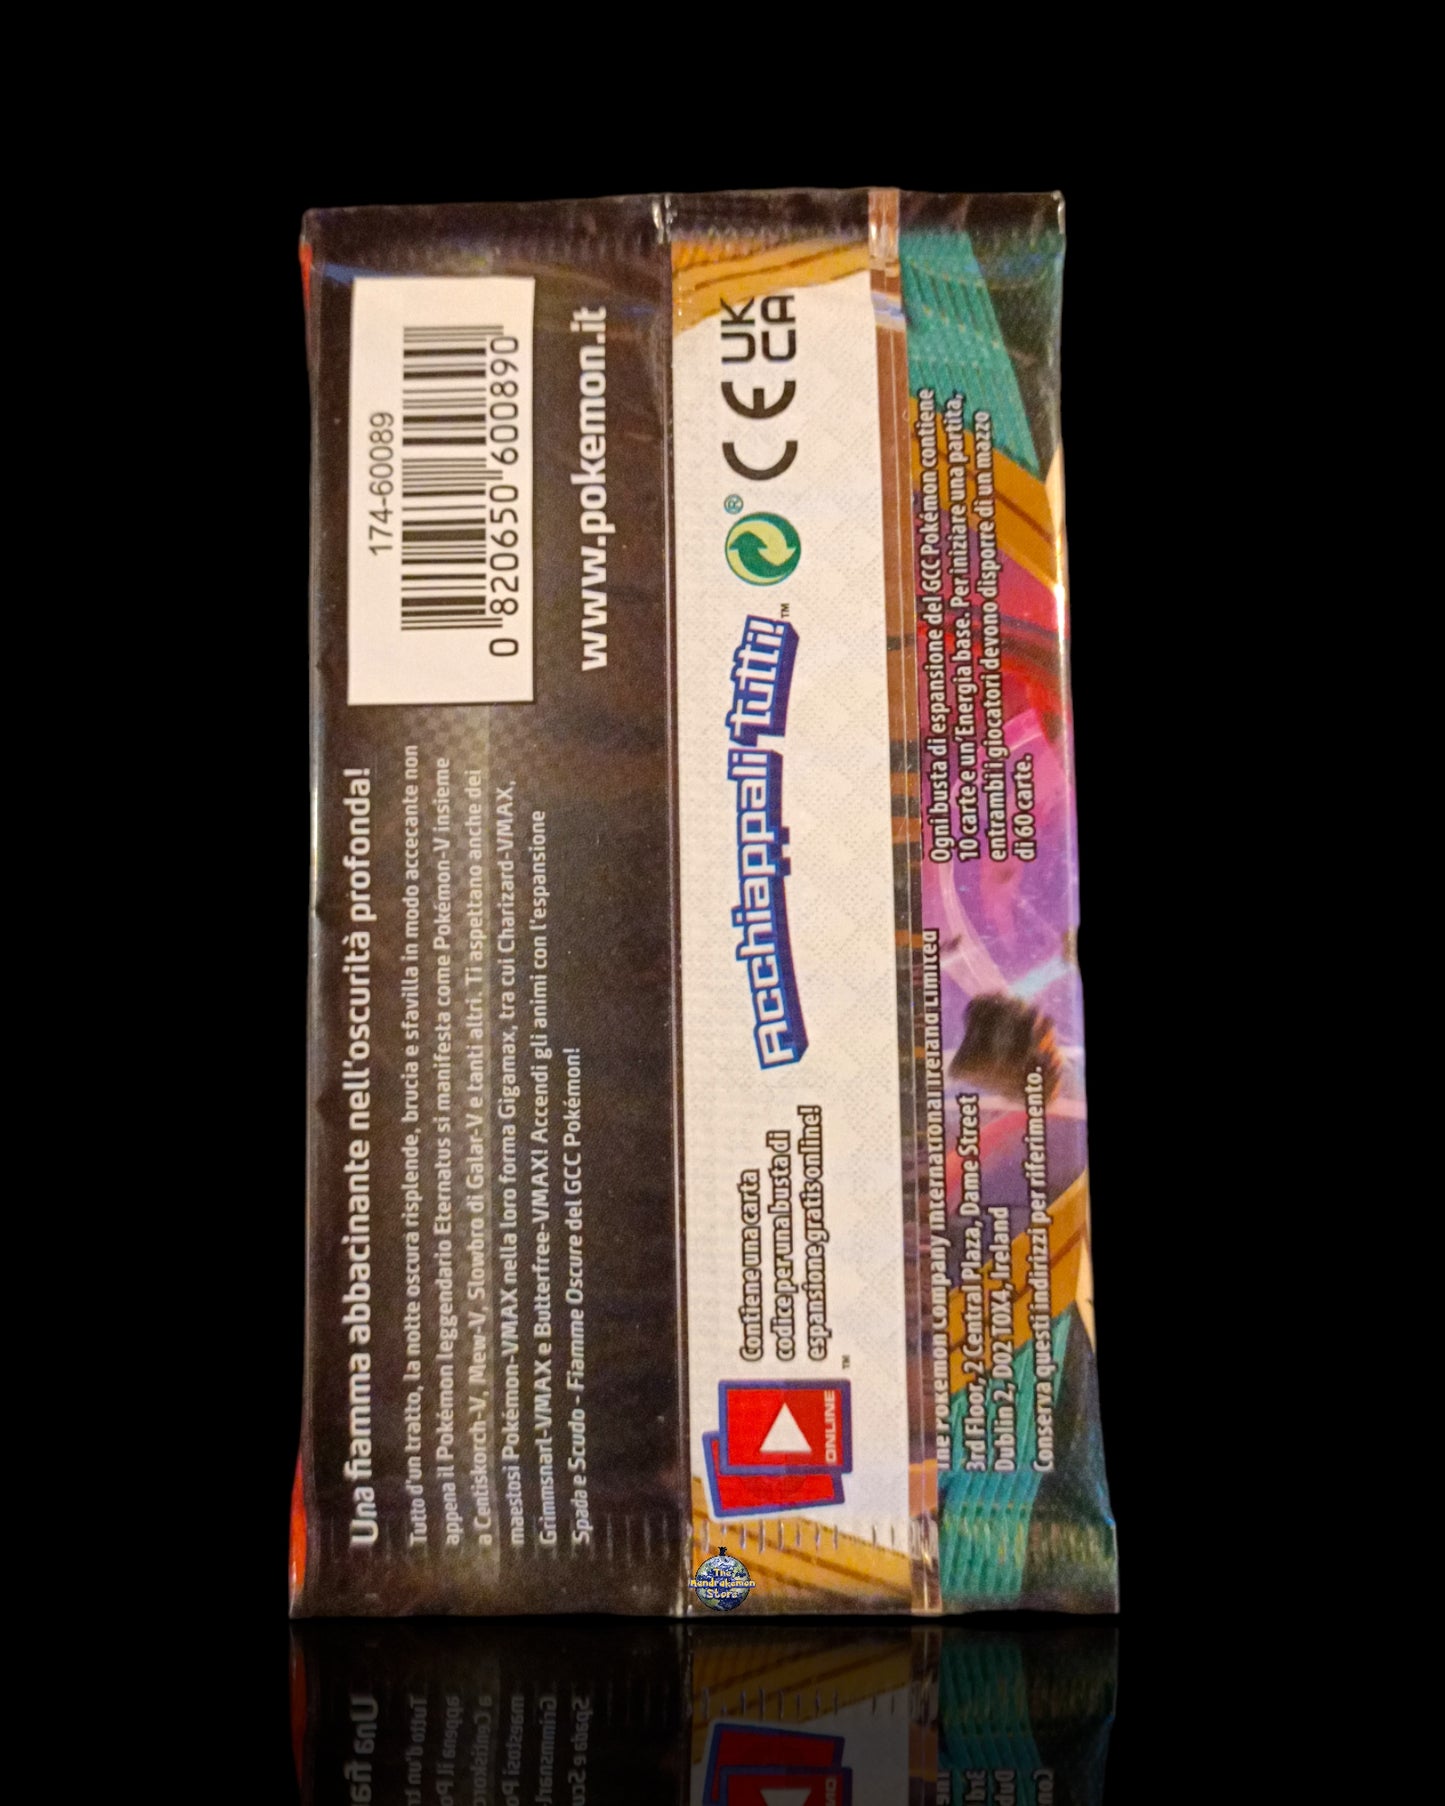 Una fiamma abbacinante nell'oscurità profonda!
Tutto d'un tratto, la notte oscura risplende, brucia e sfavilla in modo accecante non
appena il Pokémon leggendario Eternatus si manifesta come Pokémon-V insieme
a Centiskorch-V, Mew-V, Slowbro di Galar-V e tanti altri. Ti aspettano anche dei
maestosi Pokémon-VMAX nella loro forma Gigamax, tra cui Charizard-VMAX,
Grimmsnarl-VMAX e Butterfree-VMAX! Accendi gli animi con l'espansione
Spada e Scudo - Fiamme Oscure del GCC Pokémon!
174-60089
0 820650 600890
www.pokemon.it
ONLINE
™
Contiene una carta
codice per una busta di
espansione gratis online!
Acchiappali tutti!™
®
CE
UK
CA
The Pokémon Company International Ireland Limited
3rd Floor, 2 Central Plaza, Dame Street
Dublin 2, D02 T0X4, Ireland
Conserva questi indirizzi per riferimento.
Ogni busta di espansione del GCC Pokémon contiene
10 carte e un'Energia base. Per iniziare una partita,
entrambi i giocatori devono disporre di un mazzo
di 60 carte.
The
Mandrakemon
Store